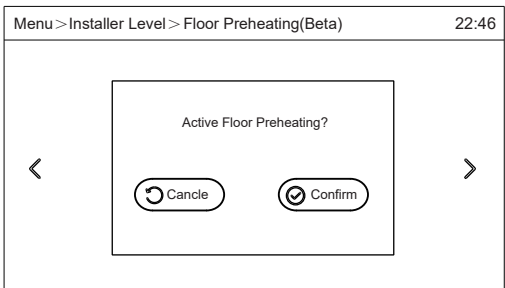 Menu＞Installer Level＞Floor Preheating(Beta) 22:46
Active Floor Preheating?
Cancle Confirm